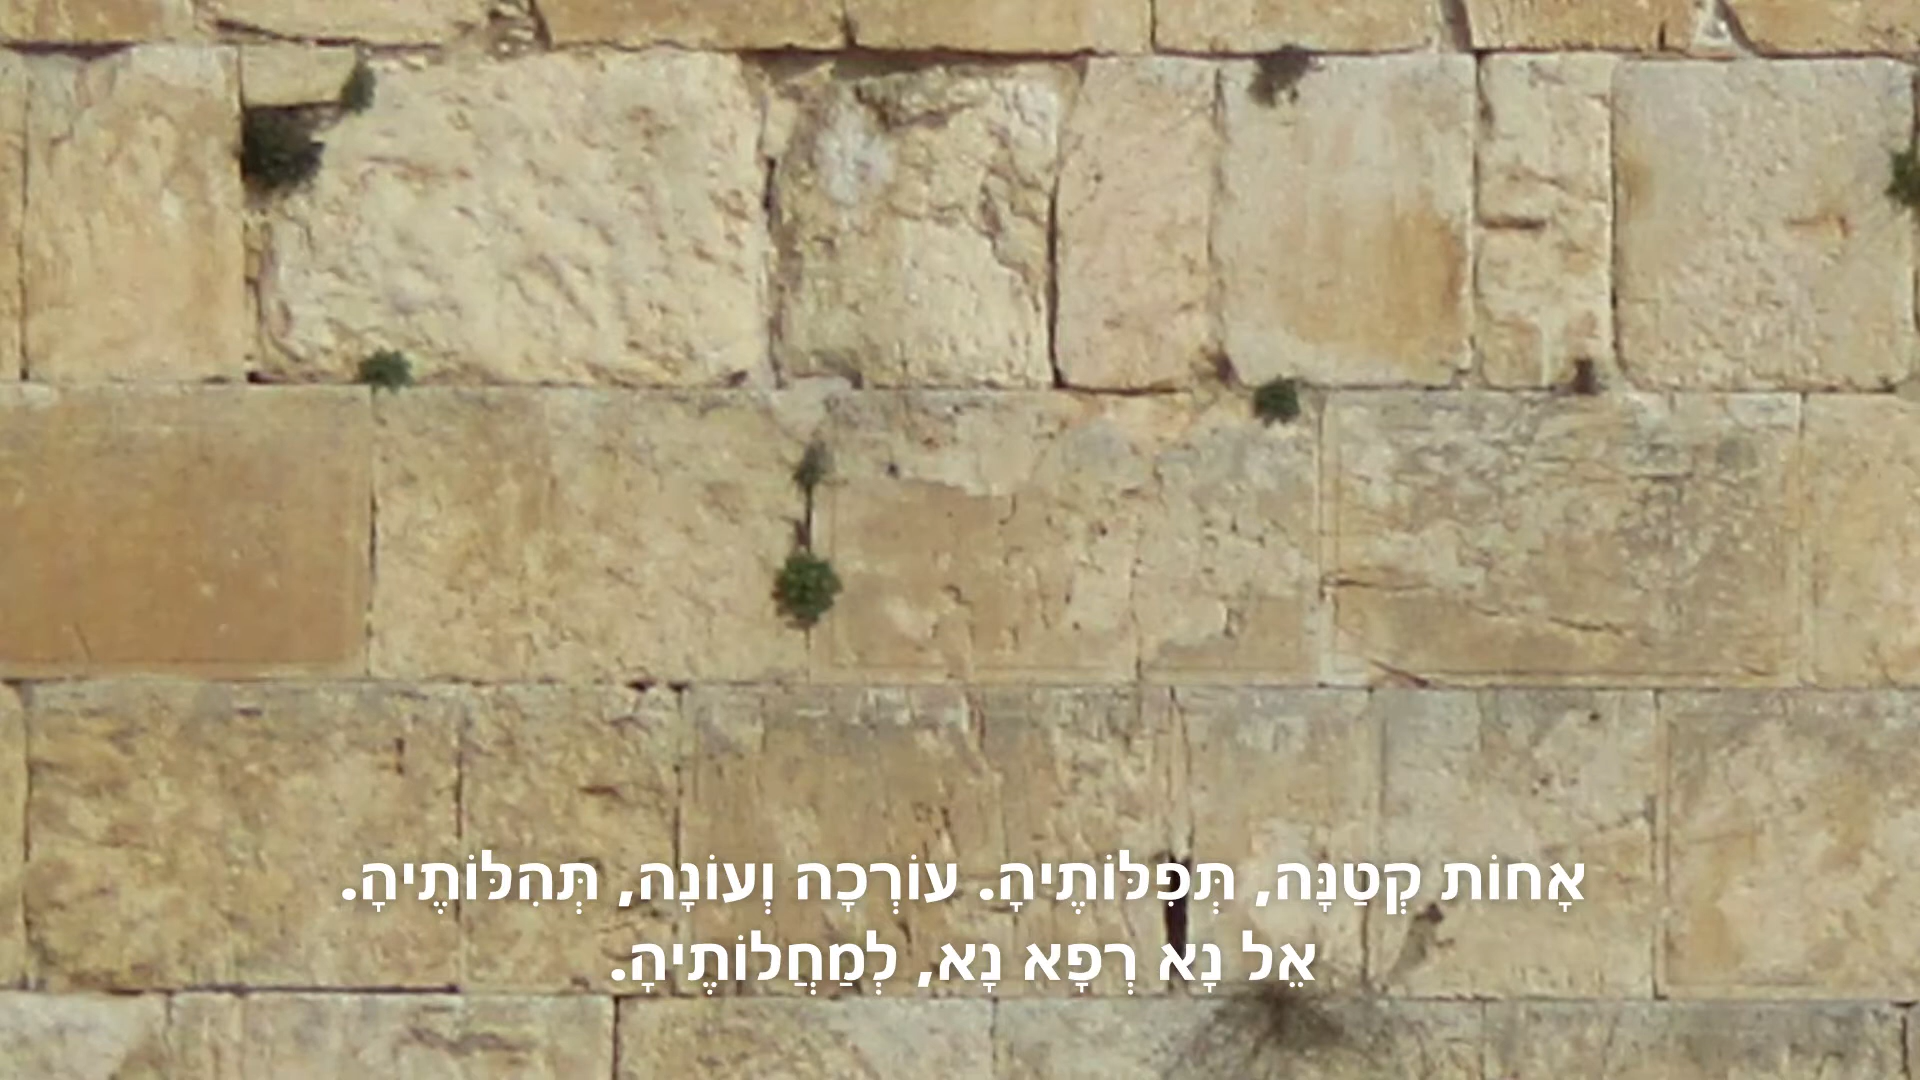 אָחוֹת קְטַנָּה, תְּפִלּוֹתֶיהָ. עוֹרְכָה וְעוֹנָה, תְּהִלּוֹתֶיהָ.
אֵל נָא רְפָא נָא, לְמַחֲלוֹתֶיהָ.